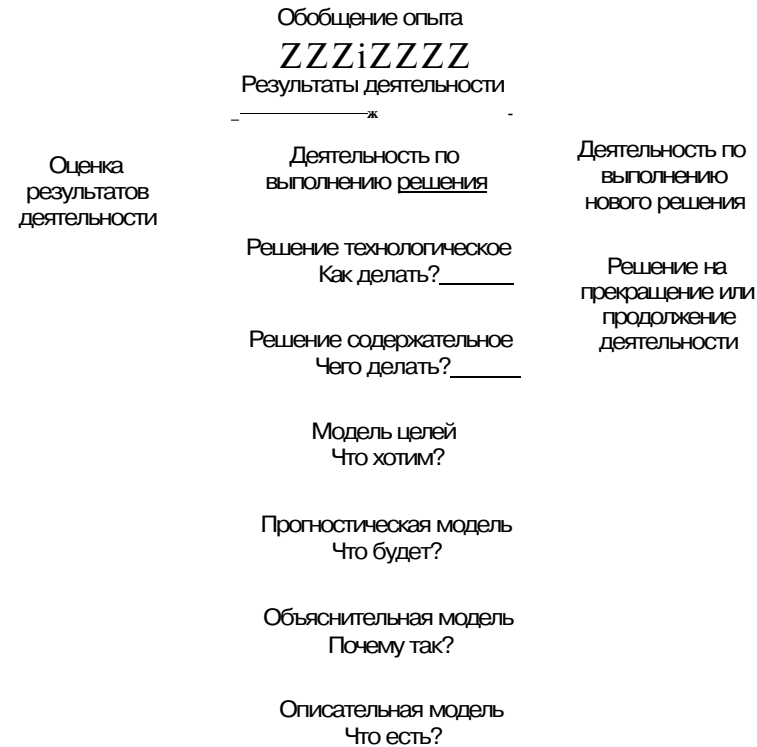 Обобщение опыта
ZZZiZZZZ
Результаты деятельности
_ ж -
Оценка
результатов
деятельности
Деятельность по
выполнению решения
Деятельность по
выполнению
нового решения
Решение технологическое
Как делать?______
Решение на
прекращение или
продолжение
деятельности
Решение содержательное
Чего делать?______
Модель целей
Что хотим?
Прогностическая модель
Что будет?
Объяснительная модель
Почему так?
Описательная модель
Что есть?